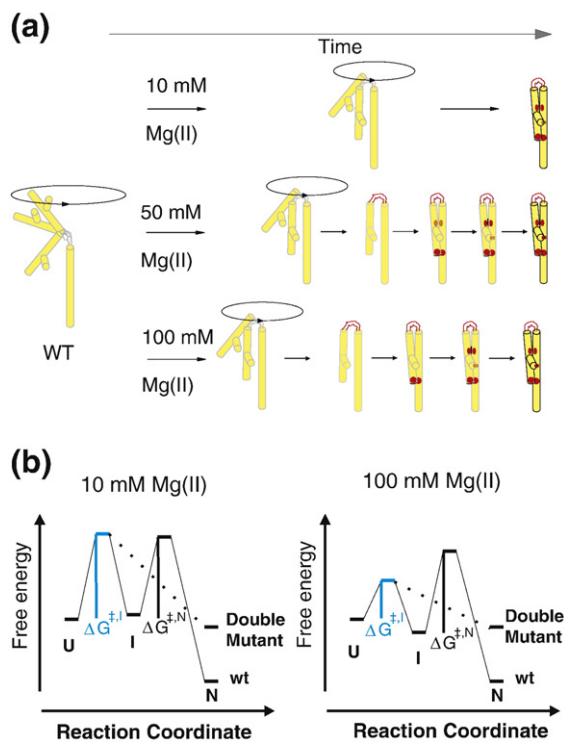 (a)
Time
10 mM
Mg(II)
50 mM
Mg(II)
WT
100 mM
Mg(II)
(b)
10 mM Mg(II)
100 mM Mg(II)
Free energy
U
ΔG‡,I
I
ΔG‡,N
Double
Mutant
wt
N
Reaction Coordinate
Free energy
U
ΔG‡,I
I
ΔG‡,N
Double
Mutant
wt
N
Reaction Coordinate